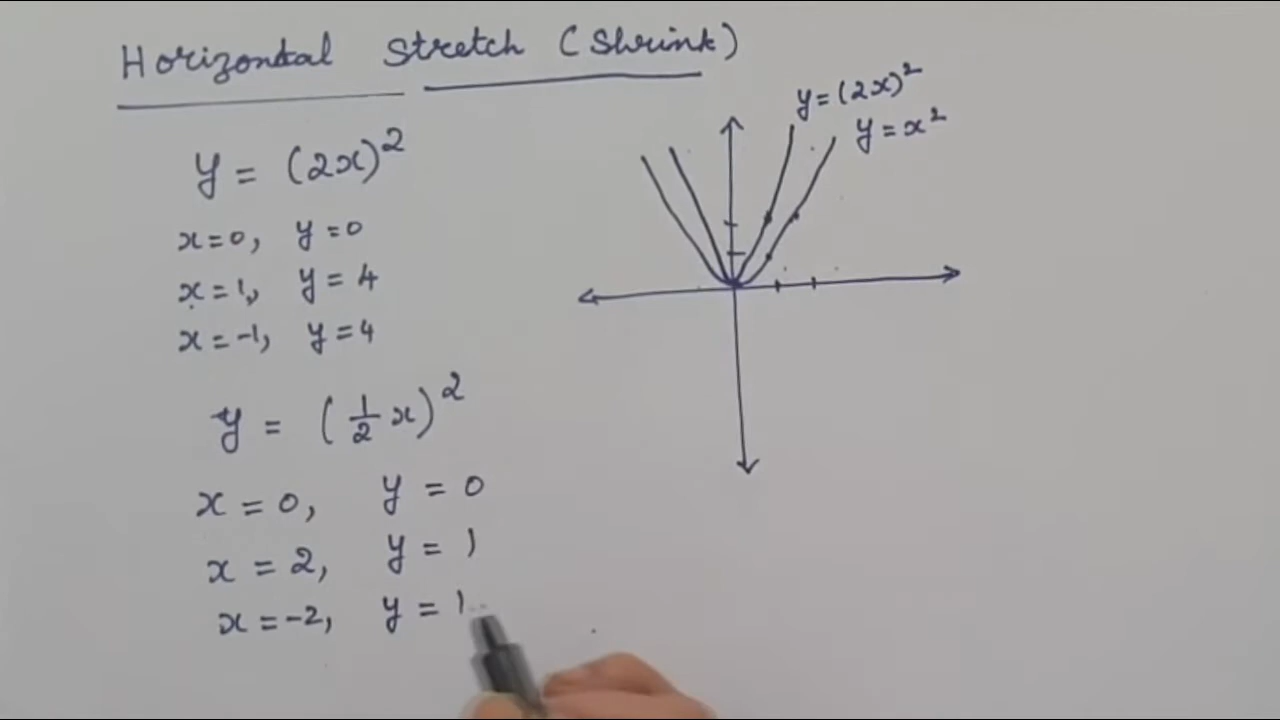 Horizontal Stretch (Shrink)
y = (2x)²
x=0, y=0
x=1, y=4
x=-1, y=4
y = (½x)²
x=0, y=0
x=2, y=1
x=-2, y=1
y=(2x)²
y=x²